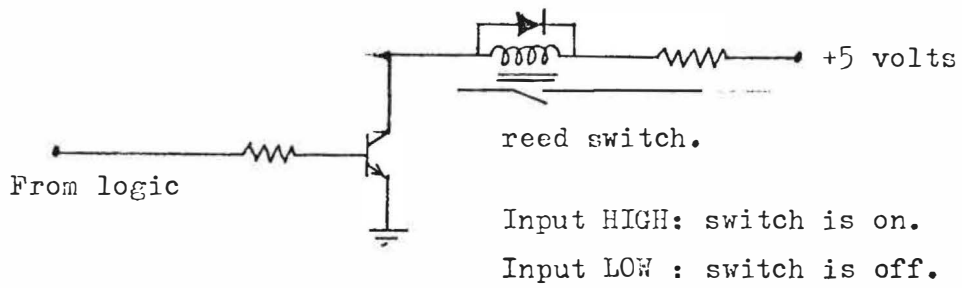 +5 volts
reed switch.
From logic
Input HIGH: switch is on.
Input LOW : switch is off.